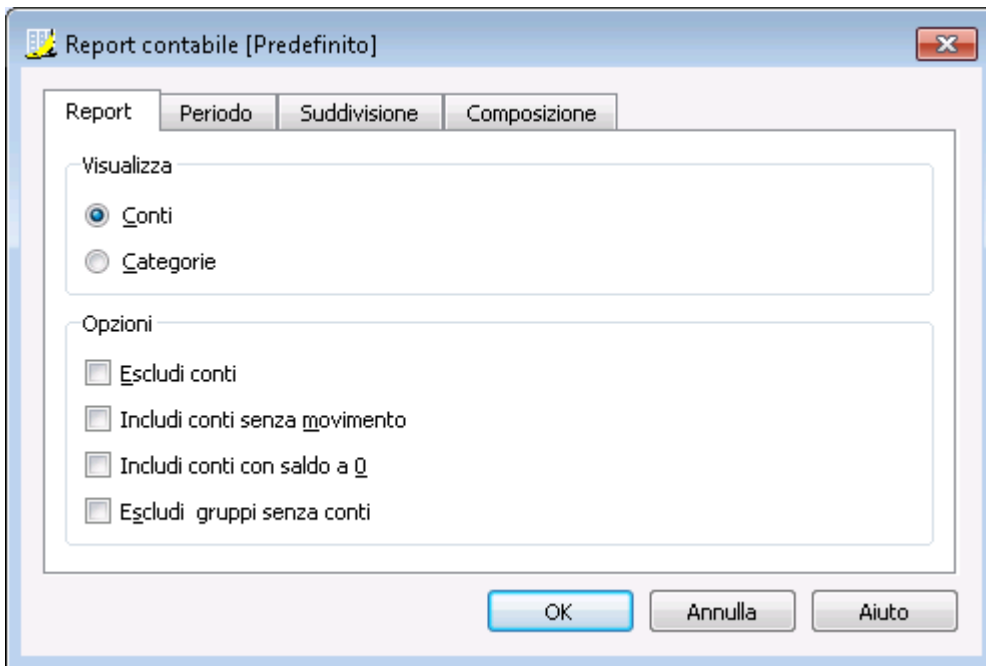 Report contabile [Predefinito]
Report Periodo Suddivisione Composizione
Visualizza
Conti
Categorie
Opzioni
Escludi conti
Includi conti senza movimento
Includi conti con saldo a 0
Escludi gruppi senza conti
OK Annulla Aiuto